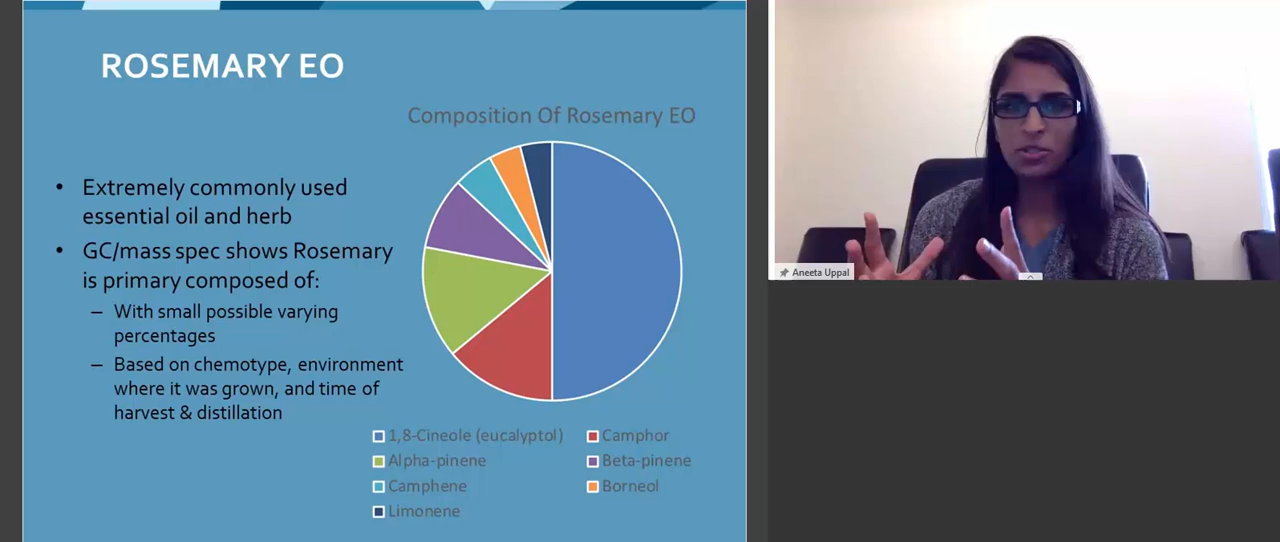 ROSEMARY EO
Composition Of Rosemary EO
• Extremely commonly used
essential oil and herb
• GC/mass spec shows Rosemary
is primary composed of:
– With small possible varying
percentages
– Based on chemotype, environment
where it was grown, and time of
harvest & distillation
1,8-Cineole (eucalyptol) Camphor
Alpha-pinene Beta-pinene
Camphene Borneol
Limonene
Aneeta Uppal